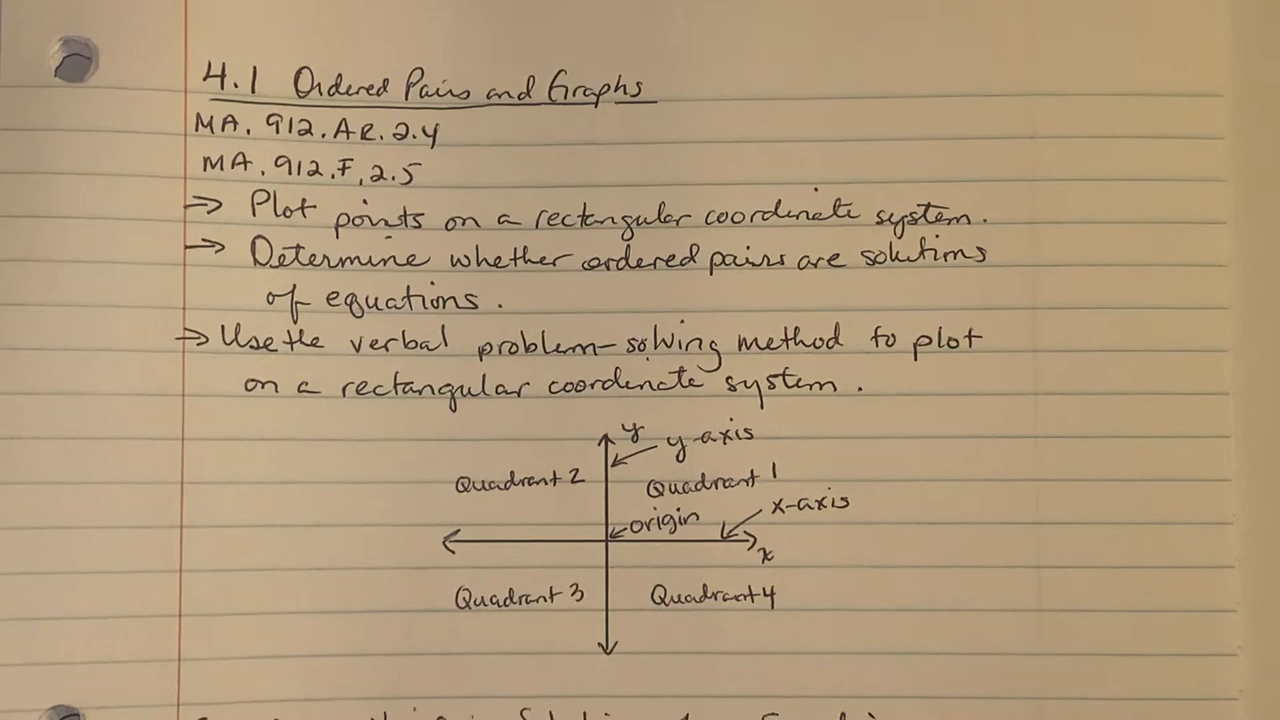 4.1 Ordered Pairs and Graphs
MA.912.AR.2.4
MA.912.F.2.5
→ Plot points on a rectangular coordinate system.
→ Determine whether ordered pairs are solutions
of equations.
→ Use the verbal problem-solving method to plot
on a rectangular coordinate system.
y
y-axis
Quadrant 2
Quadrant 1
x-axis
origin
x
Quadrant 3
Quadrant 4